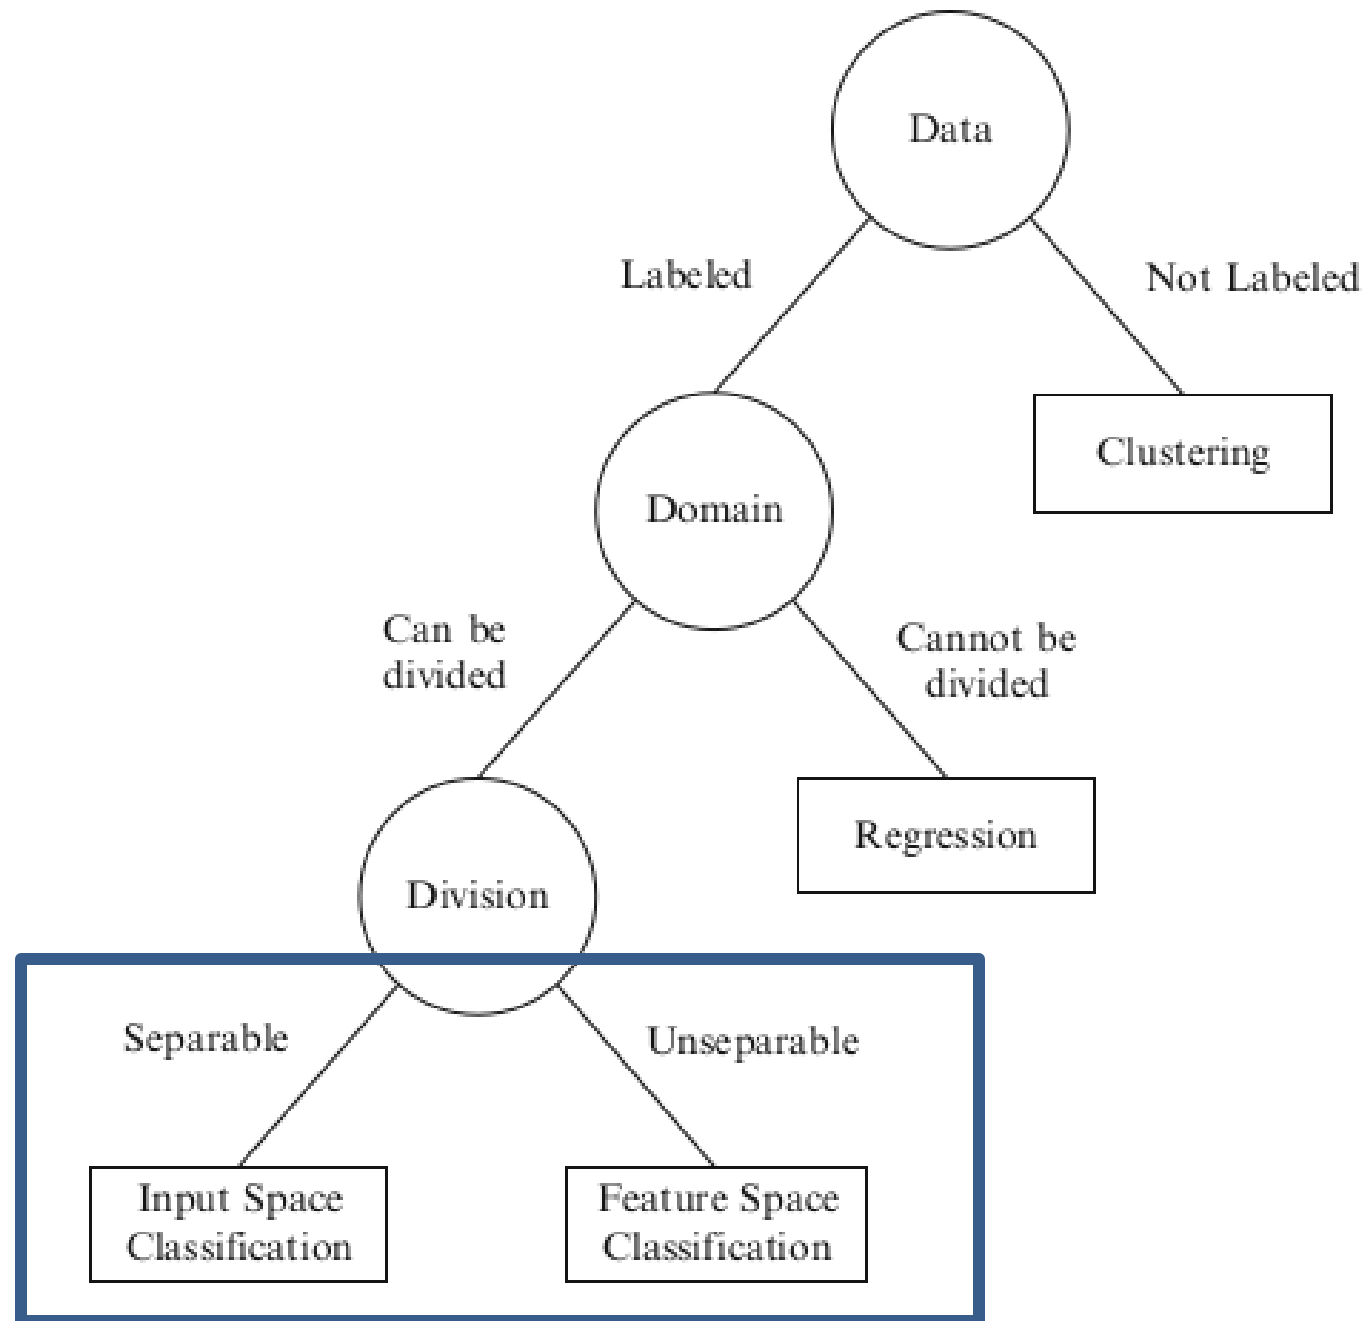 Data
Labeled
Not Labeled
Clustering
Domain
Can be
divided
Cannot be
divided
Regression
Division
Separable
Unseparable
Input Space
Classification
Feature Space
Classification